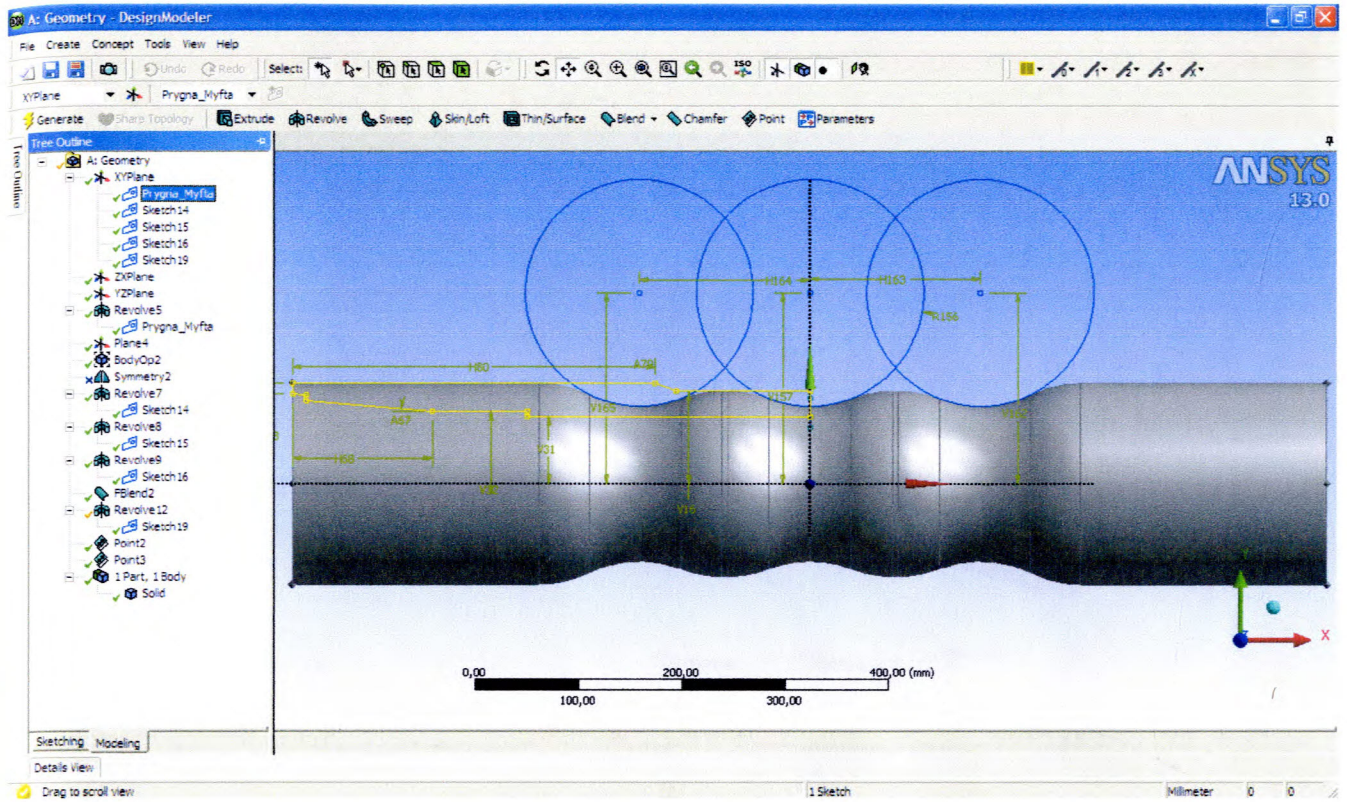 A: Geometry - DesignModeler
File Create Concept Tools View Help
Undo Redo Select: ISO
XYPlane Prygna_Myfta
Generate Share Topology Extrude Revolve Sweep Skin/Loft Thin/Surface Blend Chamfer Point Parameters
Tree Outline
Tree Outline
A: Geometry
XYPlane
Prygna_Myfta
Sketch14
Sketch15
Sketch16
Sketch19
ZXPlane
YZPlane
Revolve5
Prygna_Myfta
Plane4
BodyOp2
Symmetry2
Revolve7
Sketch14
Revolve8
Sketch15
Revolve9
Sketch16
FBlend2
Revolve12
Sketch19
Point2
Point3
1 Part, 1 Body
Solid
ANSYS
13.0
H164 H163
R156
H80 A79
V165 V157
A67
V31
H68
V16
Y
X
0,00 200,00 400,00 (mm)
100,00 300,00
Sketching Modeling
Details View
Drag to scroll view 1 Sketch Millimeter 0 0